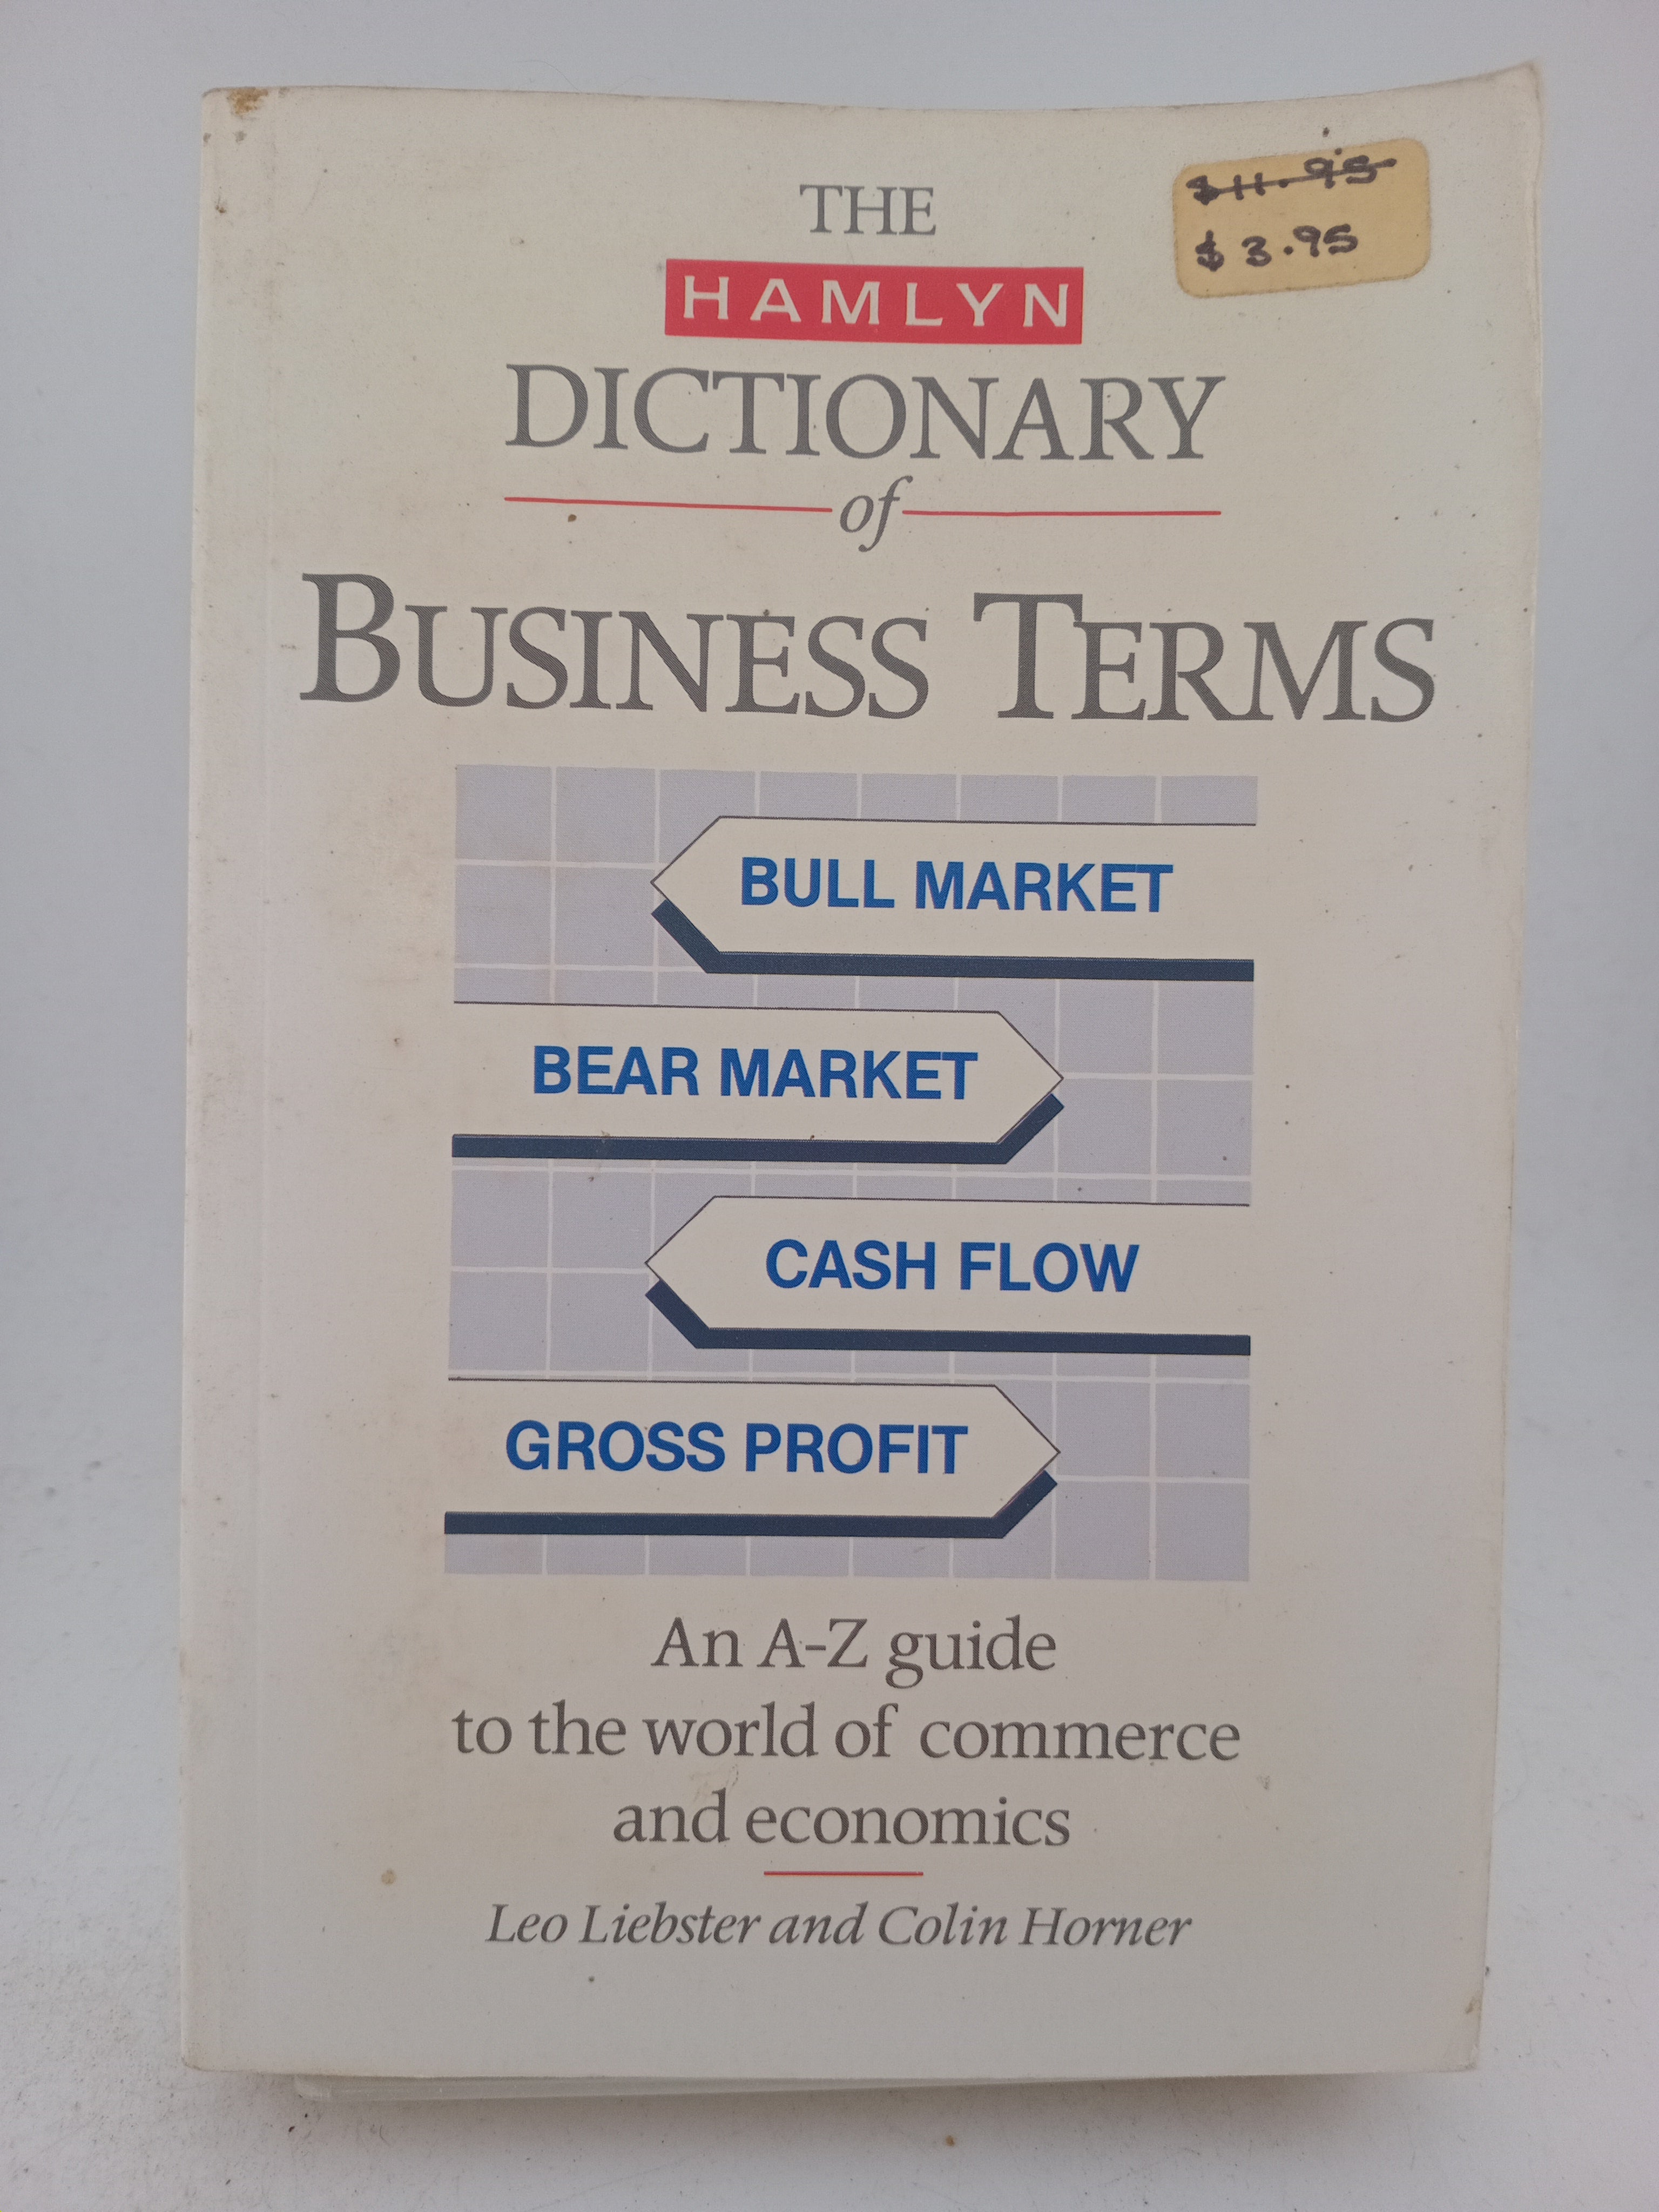 $11.95
$3.95
THE
HAMLYN
DICTIONARY
of
BUSINESS TERMS
BULL MARKET
BEAR MARKET
CASH FLOW
GROSS PROFIT
An A-Z guide
to the world of commerce
and economics
Leo Liebster and Colin Horner